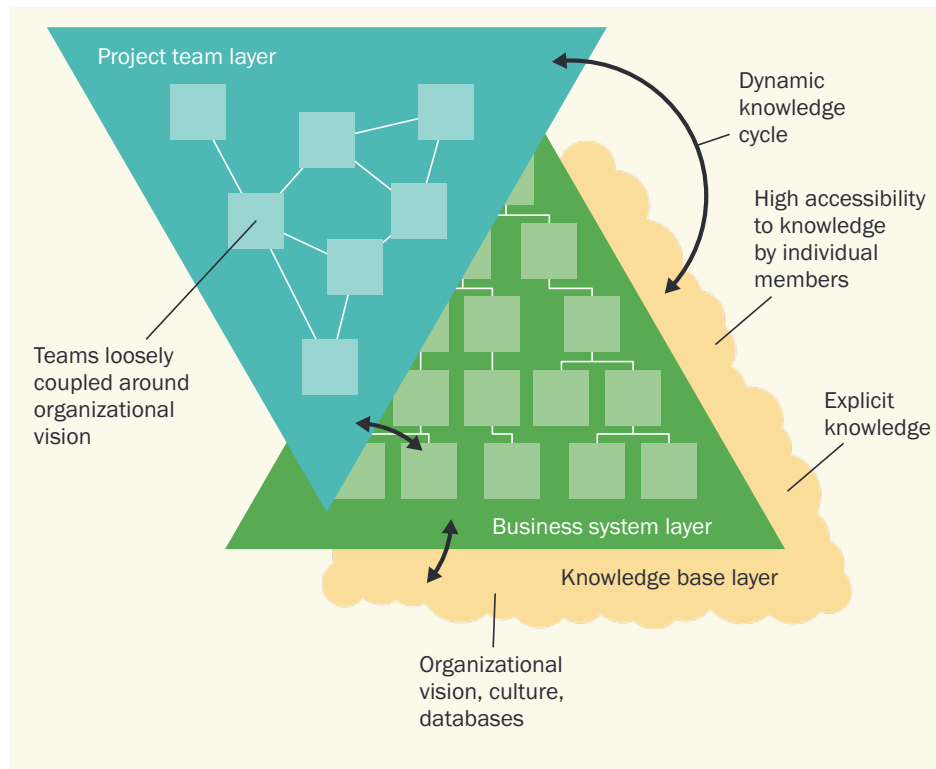 Project team layer
Dynamic
knowledge
cycle
High accessibility
to knowledge
by individual
members
Teams loosely
coupled around
organizational
vision
Explicit
knowledge
Business system layer
Knowledge base layer
Organizational
vision, culture,
databases